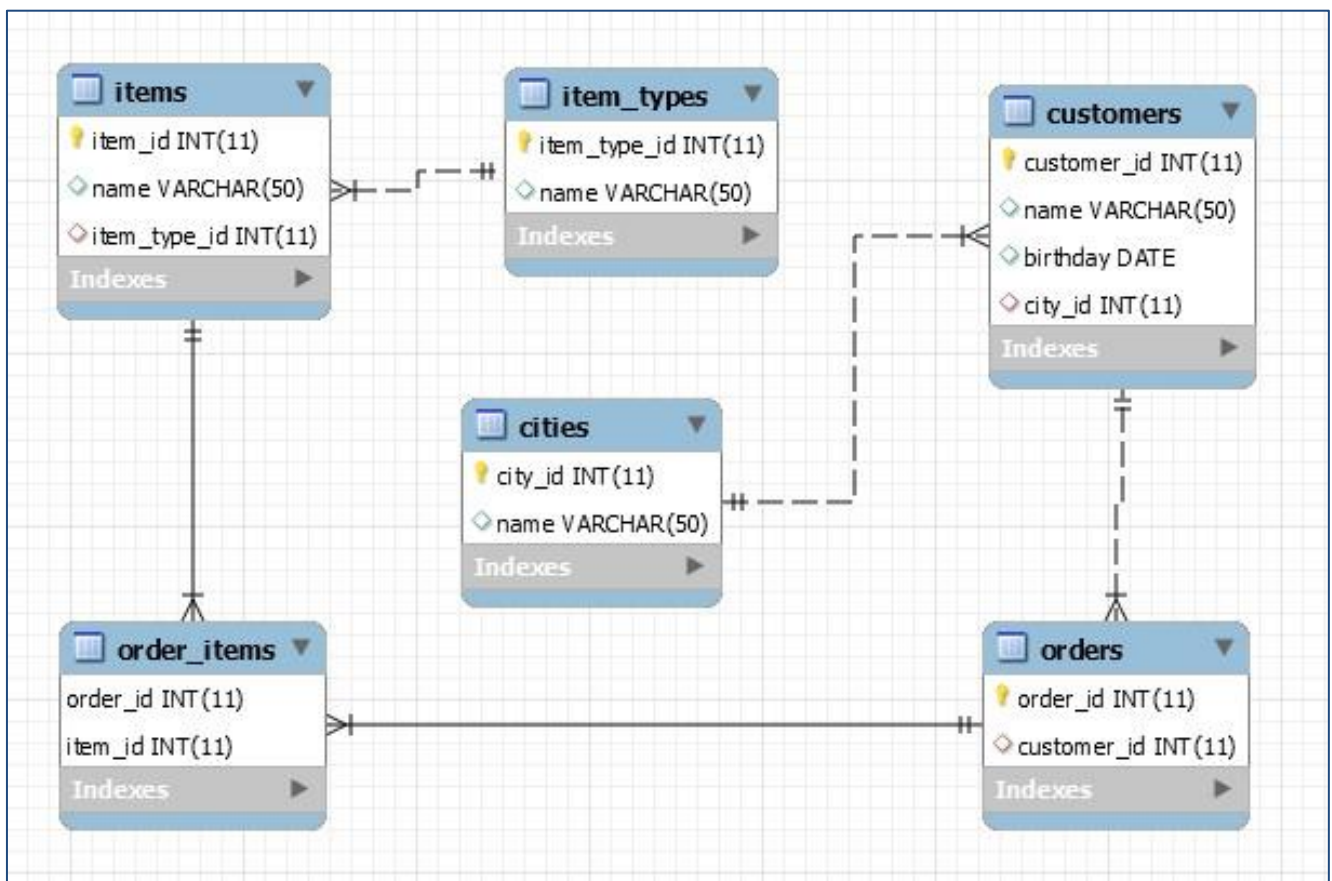 items
item_id INT(11)
name VARCHAR(50)
item_type_id INT(11)
Indexes
item_types
item_type_id INT(11)
name VARCHAR(50)
Indexes
customers
customer_id INT(11)
name VARCHAR(50)
birthday DATE
city_id INT(11)
Indexes
cities
city_id INT(11)
name VARCHAR(50)
Indexes
order_items
order_id INT(11)
item_id INT(11)
Indexes
orders
order_id INT(11)
customer_id INT(11)
Indexes